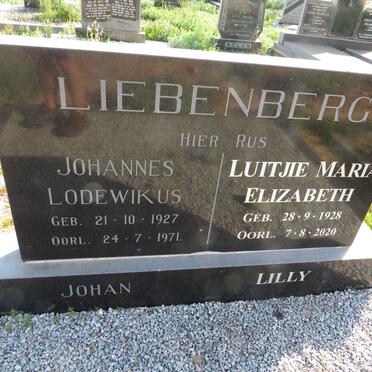 LIEBENBERG
HIER RUS
JOHANNES
LODEWIKUS
GEB. 21·10·1927
OORL. 24·7·1971.
LUITJIE MARIA
ELIZABETH
GEB. 28·9·1928
OORL. 7·8·2020
JOHAN
LILLY